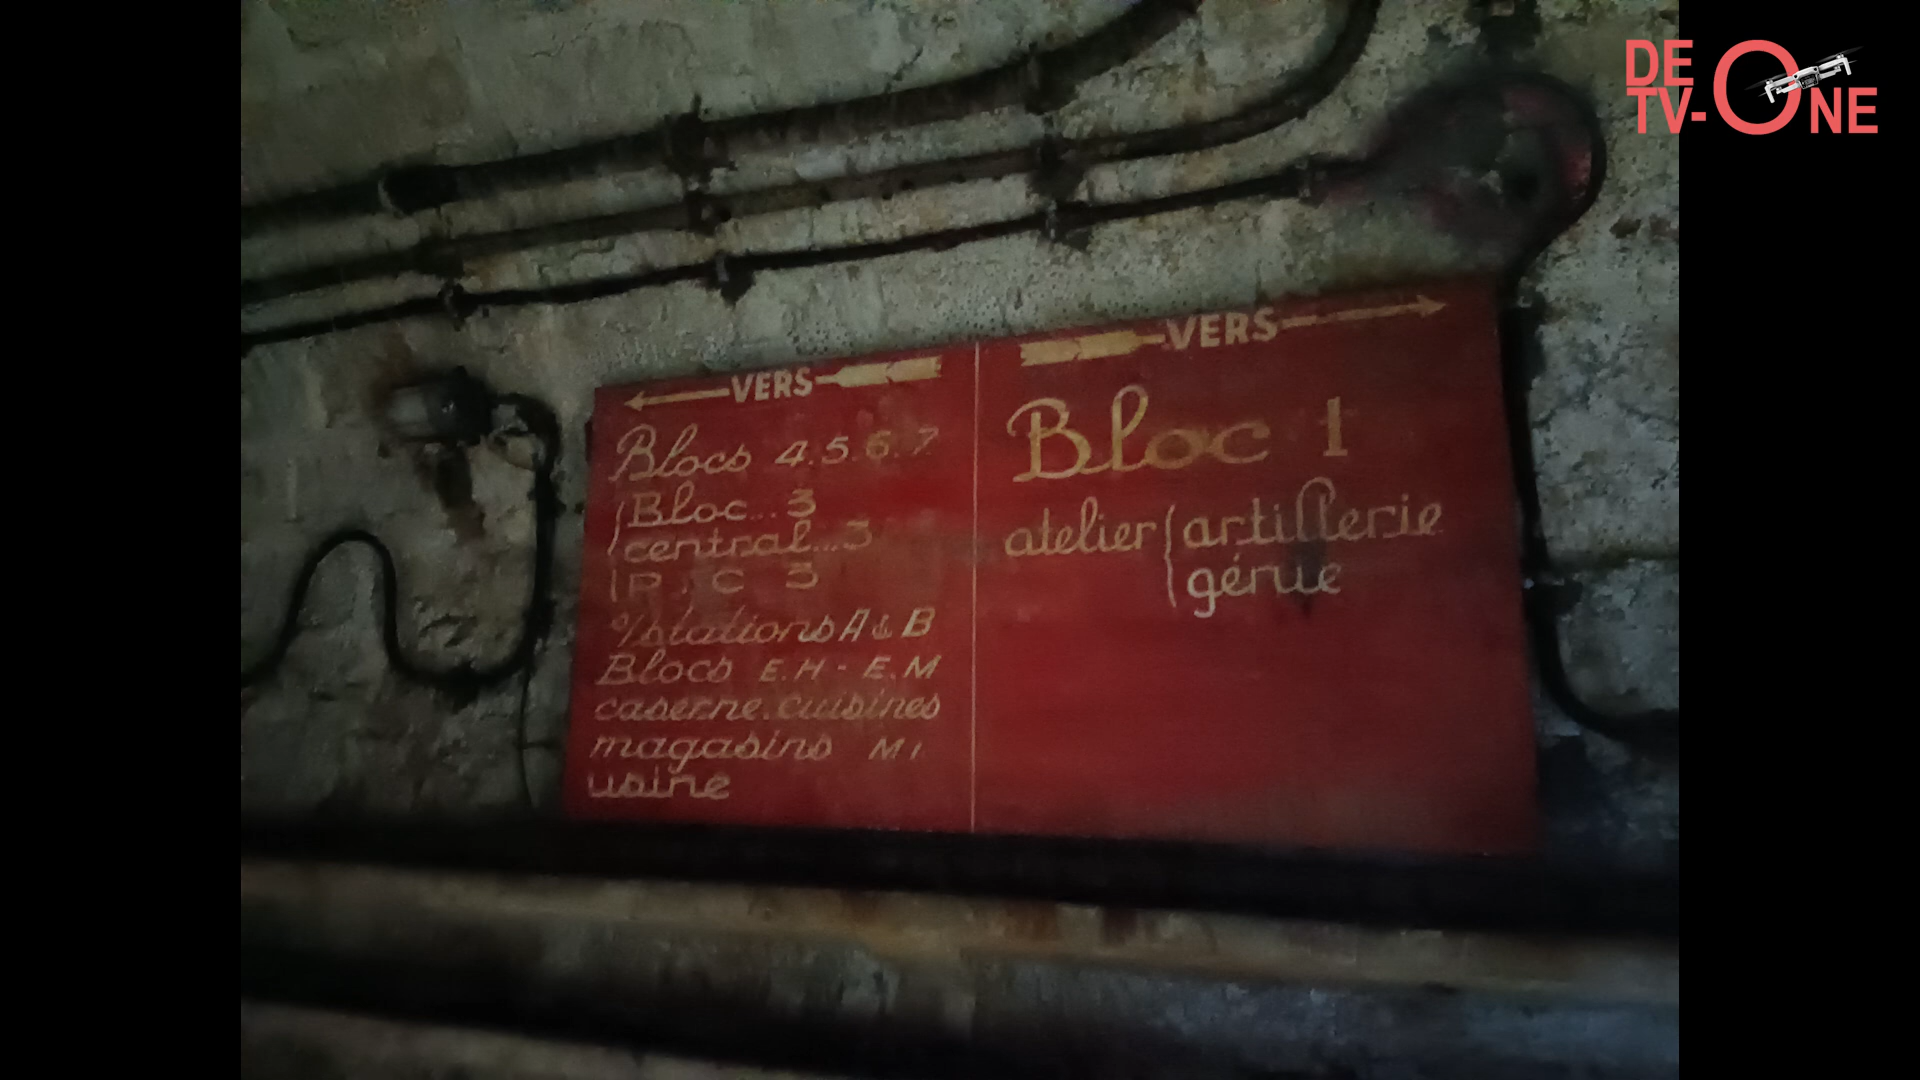 DE
TV-ONE
VERS
Blocs 4.5.6.7
Bloc...3
central...3
P.C 3
s/stations A & B
Blocs E.H - E.M
caserne.cuisines
magasins M1
usine
VERS
Bloc 1
atelier artillerie
génie